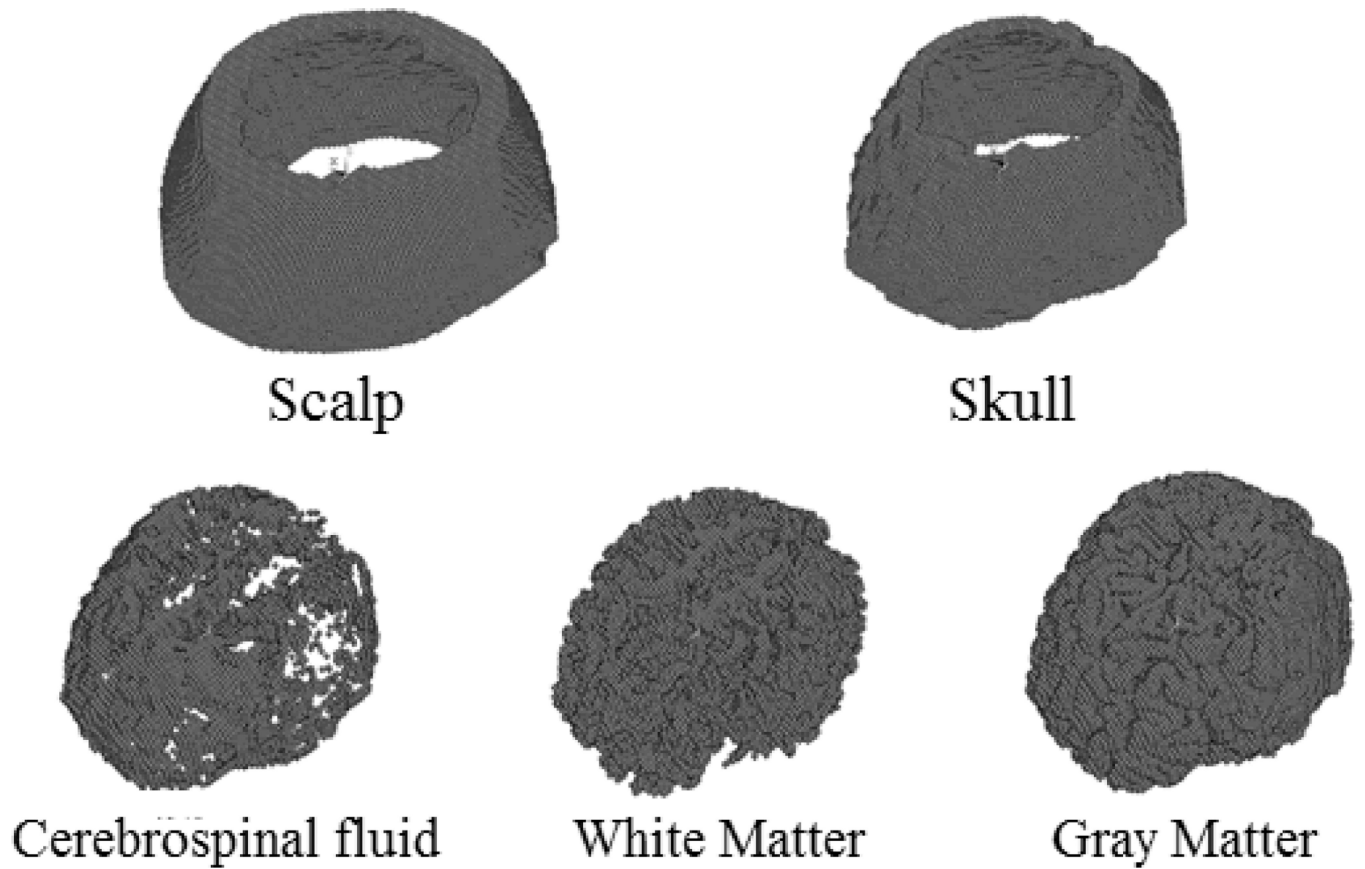 Scalp
Skull
Cerebrospinal fluid
White Matter
Gray Matter